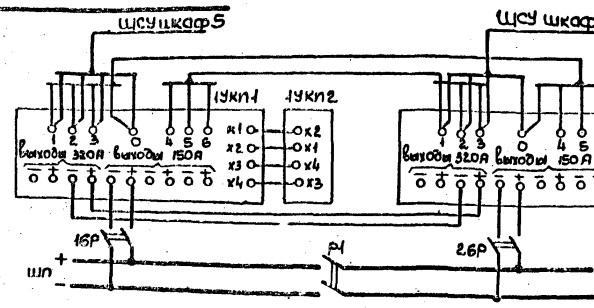 ЩСУ шкаф 5
ЩСУ шкаф
1УКП1
1УКП2
1 2 3 0 4 5 6
х1 х2
х2 х1
х3 х4
х4 х3
выходы 320А выходы 150А
1 2 3 0 4 5
выходы 320А выходы 150А
1БР
Р1
2БР
ШП
+
-